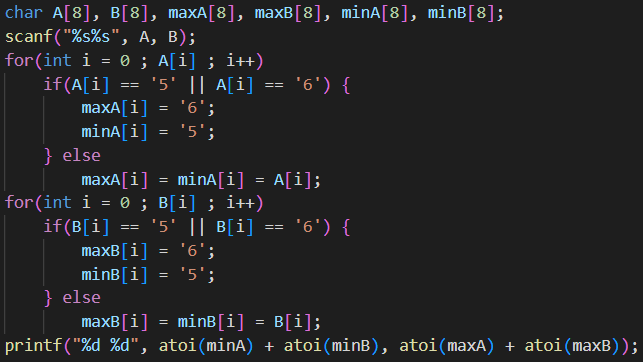 char A[8], B[8], maxA[8], maxB[8], minA[8], minB[8];
scanf("%s%s", A, B);
for(int i = 0 ; A[i] ; i++)
    if(A[i] == '5' || A[i] == '6') {
        maxA[i] = '6';
        minA[i] = '5';
    } else
        maxA[i] = minA[i] = A[i];
for(int i = 0 ; B[i] ; i++)
    if(B[i] == '5' || B[i] == '6') {
        maxB[i] = '6';
        minB[i] = '5';
    } else
        maxB[i] = minB[i] = B[i];
printf("%d %d", atoi(minA) + atoi(minB), atoi(maxA) + atoi(maxB));